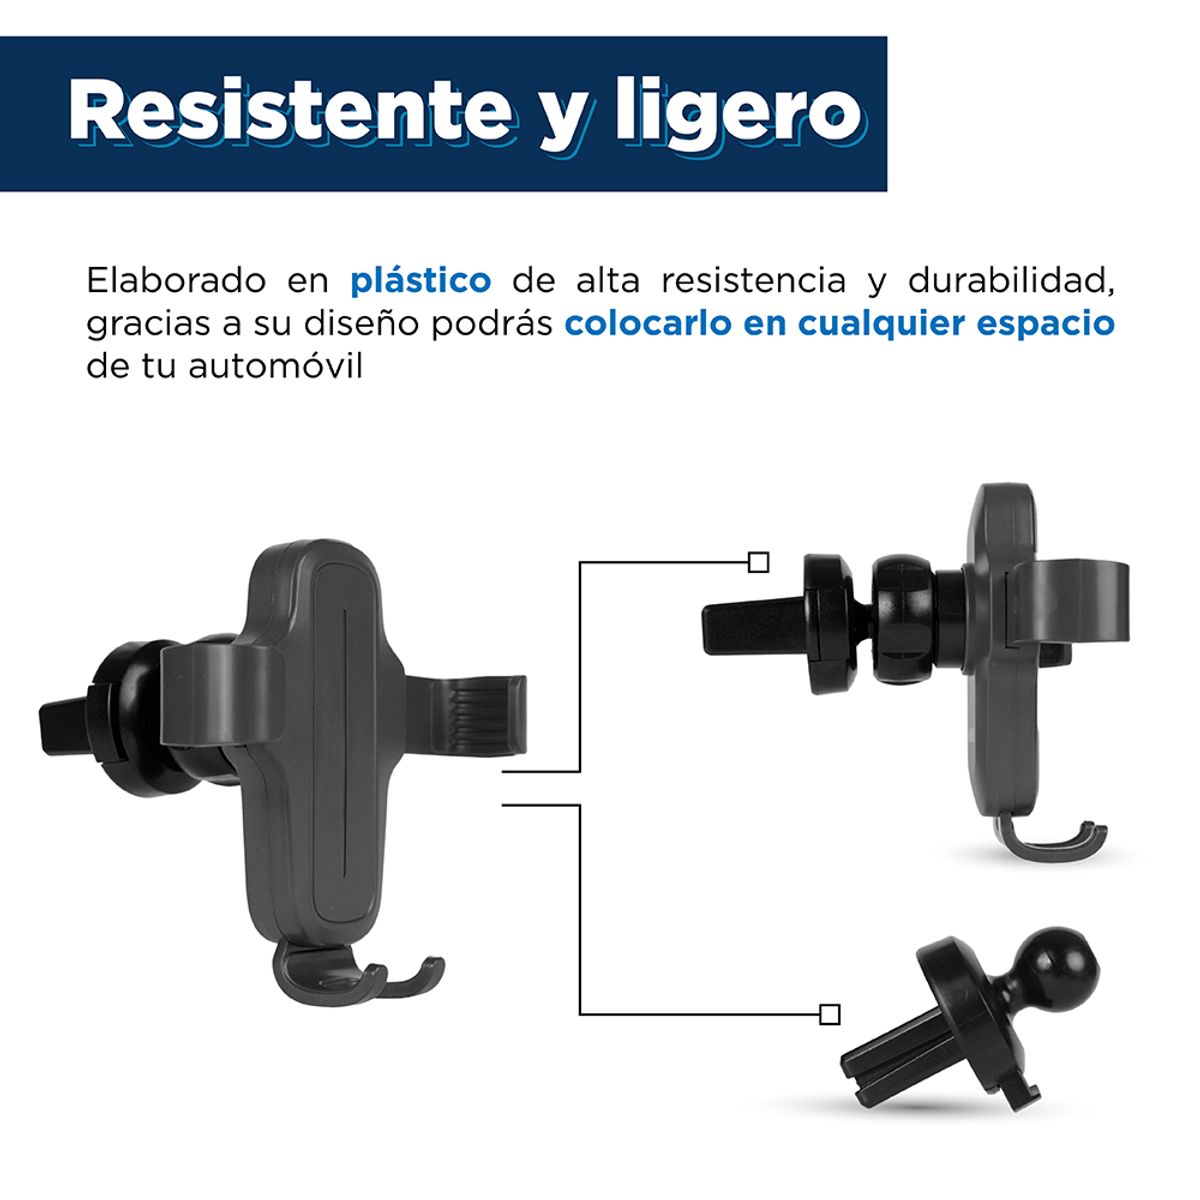 Resistente y ligero
Elaborado en plástico de alta resistencia y durabilidad,
gracias a su diseño podrás colocarlo en cualquier espacio
de tu automóvil